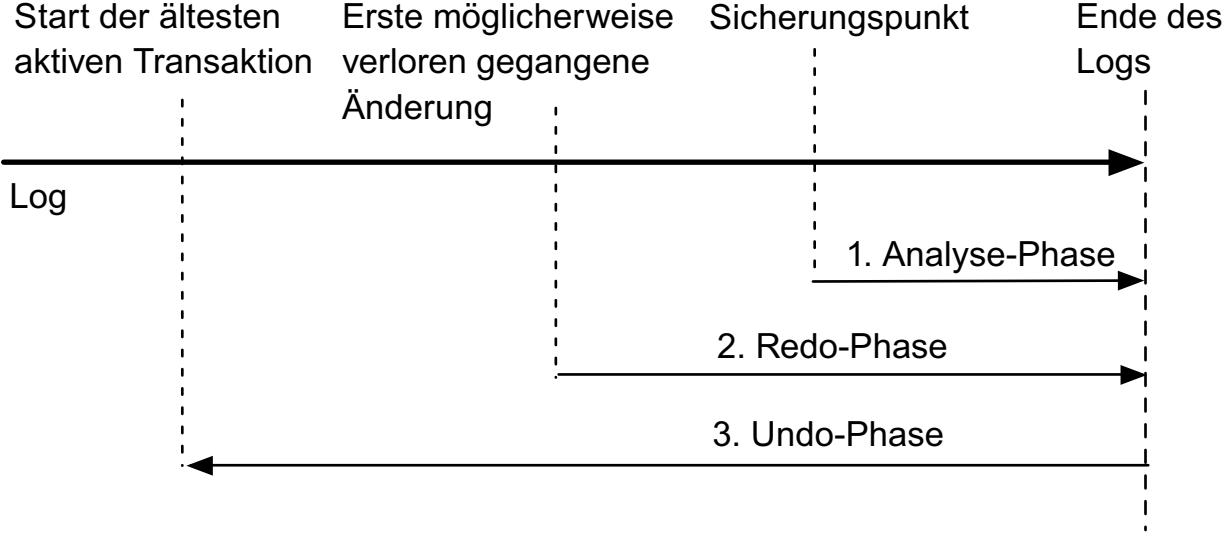 Start der ältesten
aktiven Transaktion
Erste möglicherweise
verloren gegangene
Änderung
Sicherungspunkt
Ende des
Logs
Log
1. Analyse-Phase
2. Redo-Phase
3. Undo-Phase